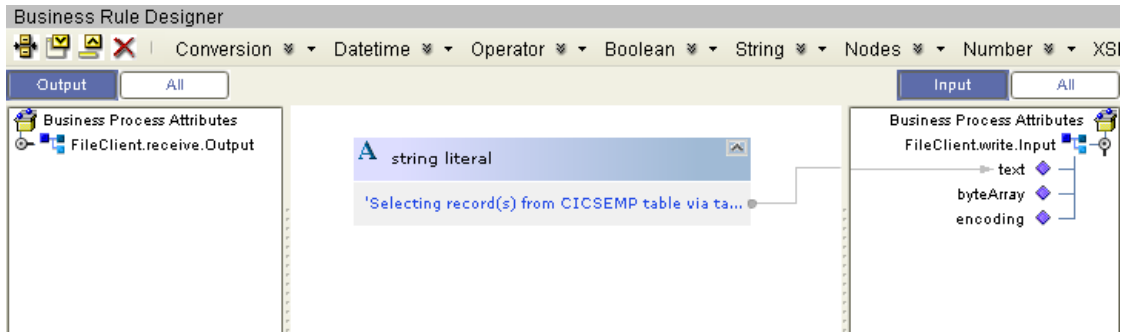 Business Rule Designer
Conversion Datetime Operator Boolean String Nodes Number XSI
Output All Input All
Business Process Attributes
FileClient.receive.Output
A string literal
'Selecting record(s) from CICSEMP table via ta...
Business Process Attributes
FileClient.write.Input
text
byteArray
encoding